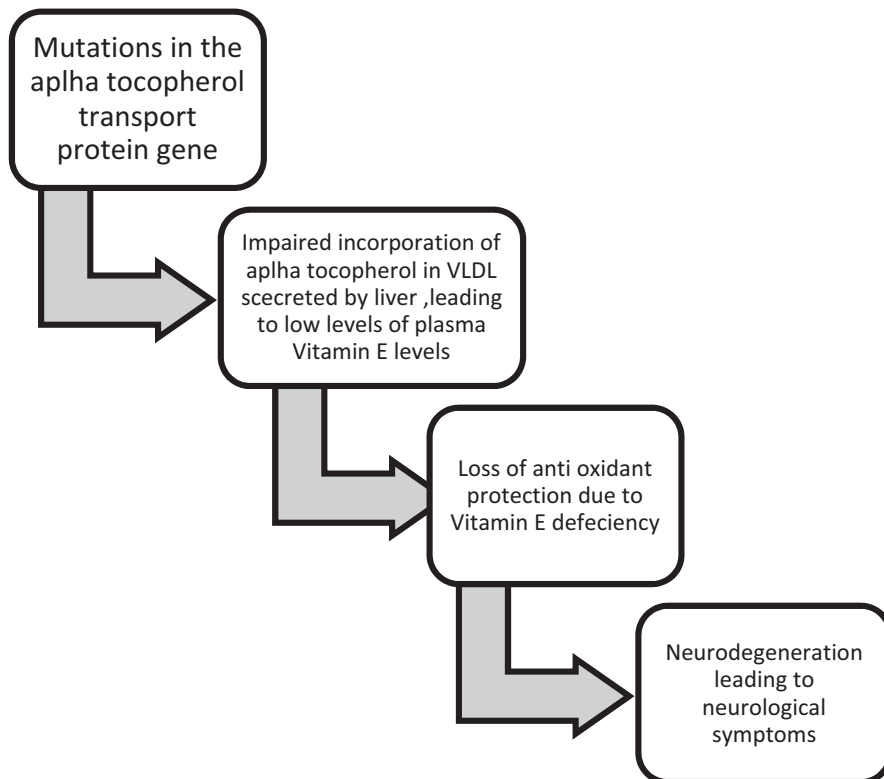 Mutations in the
aplha tocopherol
transport
protein gene
Impaired incorporation of
aplha tocopherol in VLDL
scecreted by liver ,leading
to low levels of plasma
Vitamin E levels
Loss of anti oxidant
protection due to
Vitamin E defeciency
Neurodegeneration
leading to
neurological
symptoms